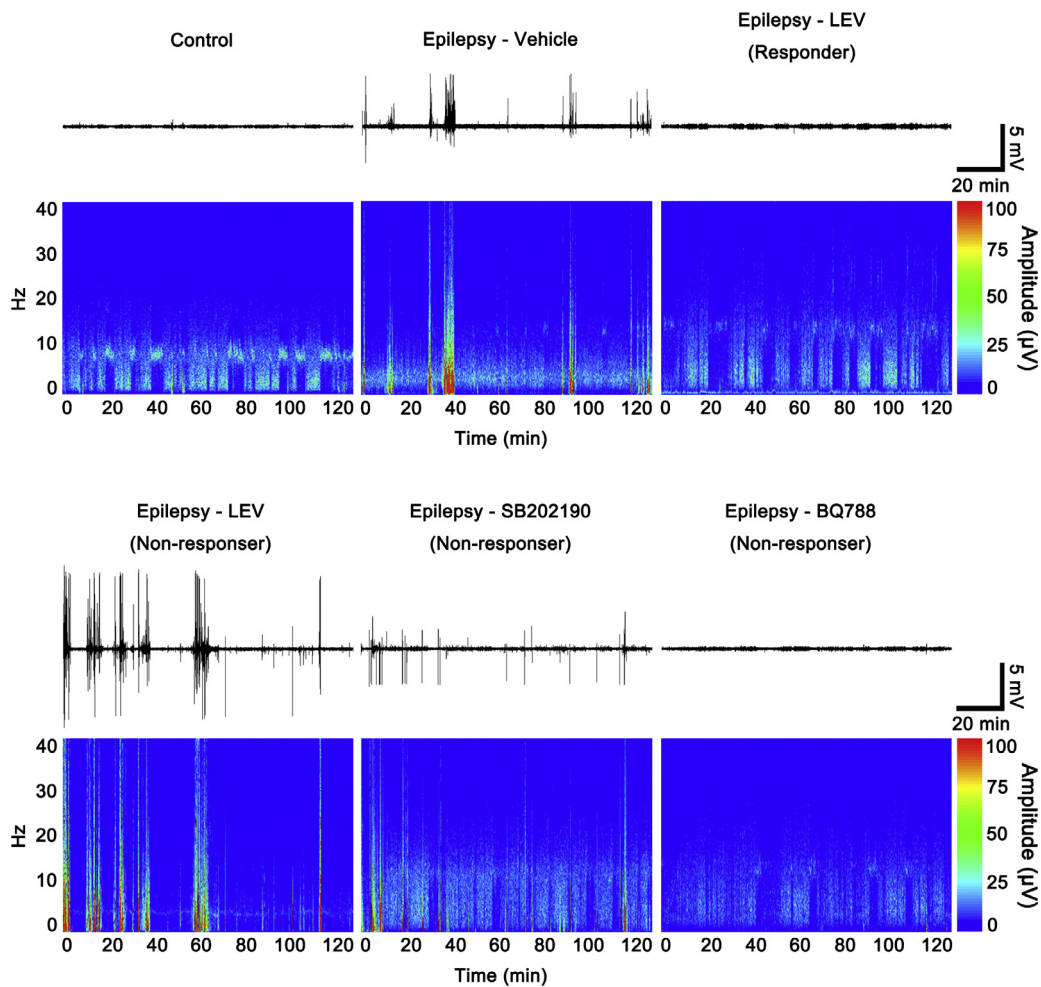 Control
Epilepsy - Vehicle
Epilepsy - LEV
(Responder)
5 mV
20 min
40
30
20
10
0
Hz
0 20 40 60 80 100 120
0 20 40 60 80 100 120
0 20 40 60 80 100 120
Time (min)
100
75
50
25
0
Amplitude (µV)
Epilepsy - LEV
(Non-responser)
Epilepsy - SB202190
(Non-responser)
Epilepsy - BQ788
(Non-responser)
5 mV
20 min
40
30
20
10
0
Hz
0 20 40 60 80 100 120
0 20 40 60 80 100 120
0 20 40 60 80 100 120
Time (min)
100
75
50
25
0
Amplitude (µV)